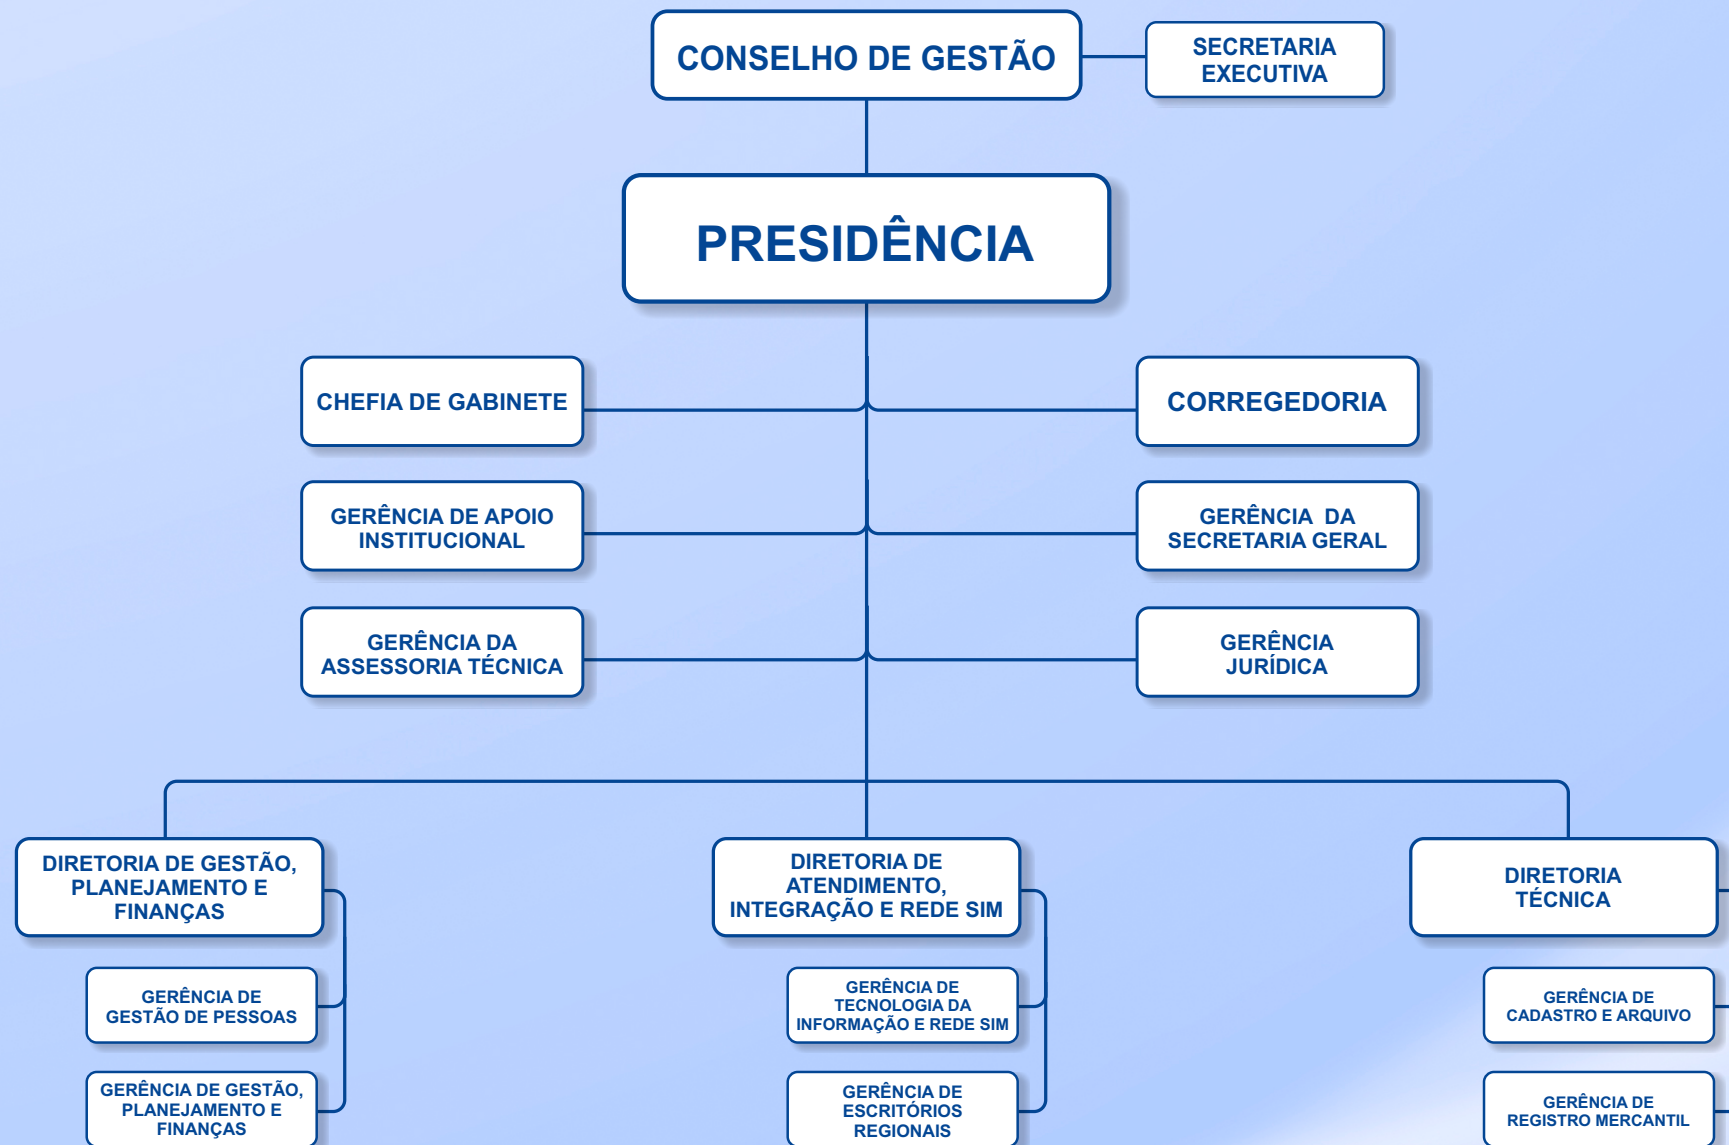 CONSELHO DE GESTÃO
SECRETARIA
EXECUTIVA
PRESIDÊNCIA
CHEFIA DE GABINETE
CORREGEDORIA
GERÊNCIA DE APOIO
INSTITUCIONAL
GERÊNCIA DA
SECRETARIA GERAL
GERÊNCIA DA
ASSESSORIA TÉCNICA
GERÊNCIA
JURÍDICA
DIRETORIA DE GESTÃO,
PLANEJAMENTO E
FINANÇAS
DIRETORIA DE
ATENDIMENTO,
INTEGRAÇÃO E REDE SIM
DIRETORIA
TÉCNICA
GERÊNCIA DE
GESTÃO DE PESSOAS
GERÊNCIA DE
TECNOLOGIA DA
INFORMAÇÃO E REDE SIM
GERÊNCIA DE
CADASTRO E ARQUIVO
GERÊNCIA DE GESTÃO,
PLANEJAMENTO E
FINANÇAS
GERÊNCIA DE
ESCRITÓRIOS
REGIONAIS
GERÊNCIA DE
REGISTRO MERCANTIL